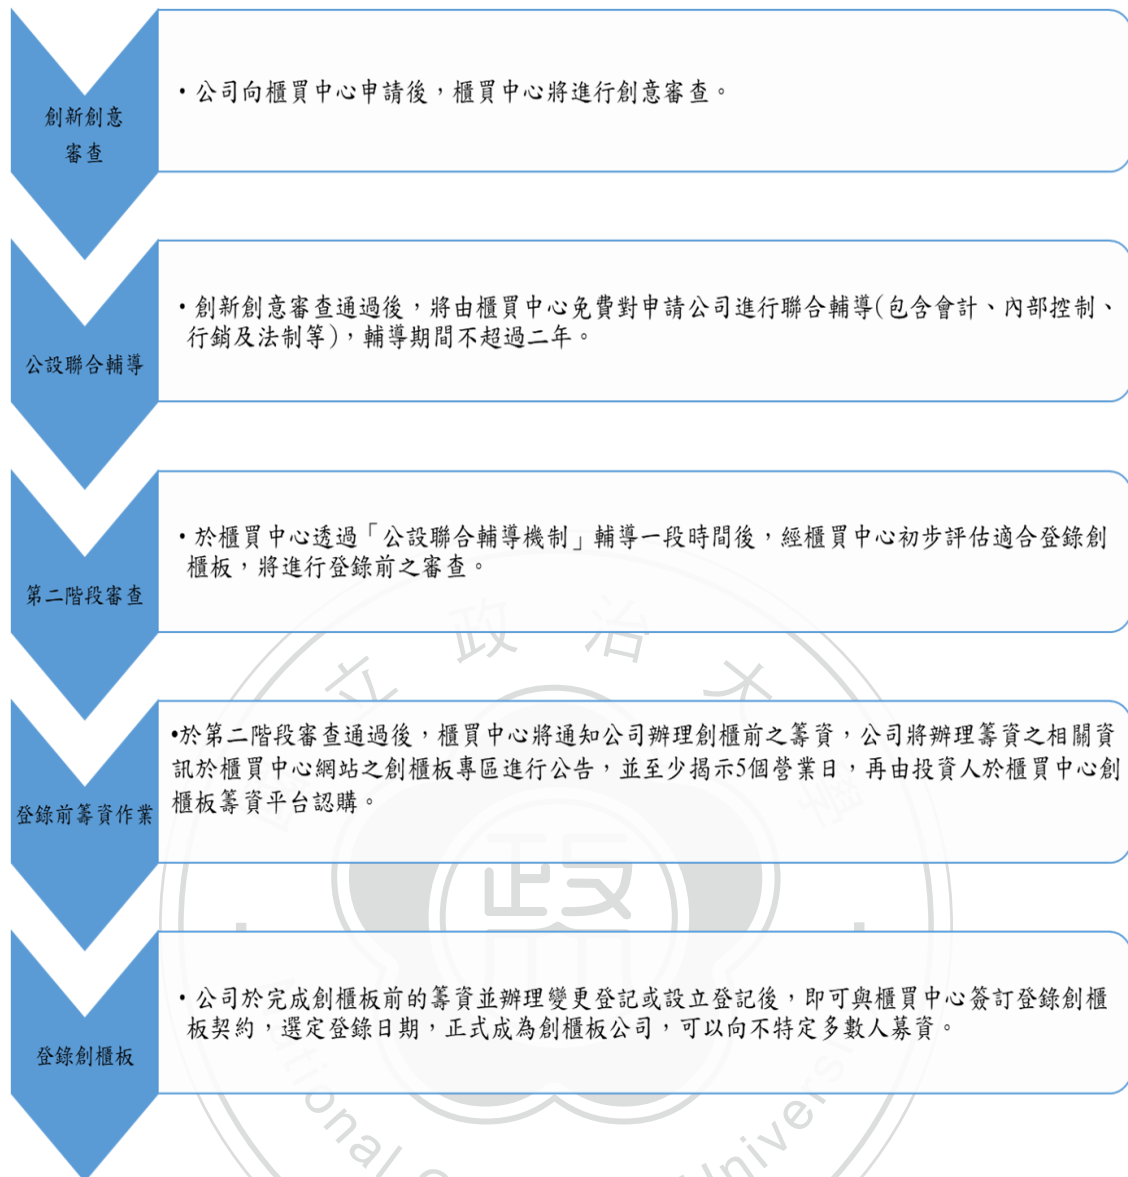 創新創意
審查
•公司向櫃買中心申請後，櫃買中心將進行創意審查。
公設聯合輔導
•創新創意審查通過後，將由櫃買中心免費對申請公司進行聯合輔導(包含會計、內部控制、
行銷及法制等)，輔導期間不超過二年。
第二階段審查
•於櫃買中心透過「公設聯合輔導機制」輔導一段時間後，經櫃買中心初步評估適合登錄創
櫃板，將進行登錄前之審查。
登錄前籌資作業
•於第二階段審查通過後，櫃買中心將通知公司辦理創櫃前之籌資，公司將辦理籌資之相關資
訊於櫃買中心網站之創櫃板專區進行公告，並至少揭示5個營業日，再由投資人於櫃買中心創
櫃板籌資平台認購。
登錄創櫃板
•公司於完成創櫃板前的籌資並辦理變更登記或設立登記後，即可與櫃買中心簽訂登錄創櫃
板契約，選定登錄日期，正式成為創櫃板公司，可以向不特定多數人募資。
立政治大學
政